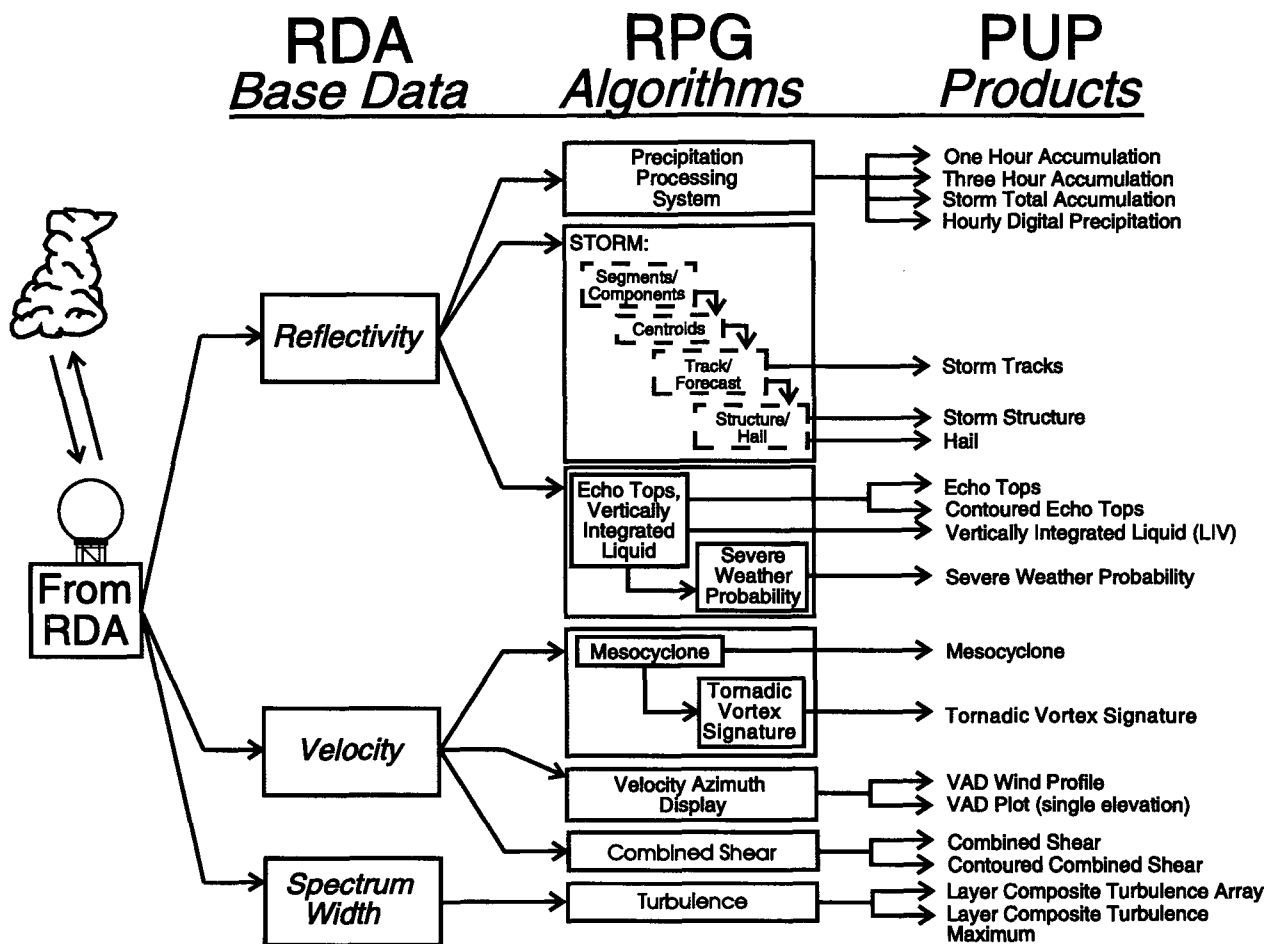 RDA
Base Data
RPG
Algorithms
PUP
Products
From
RDA
Reflectivity
Velocity
Spectrum
Width
Precipitation
Processing
System
STORM:
Segments/
Components
Centroids
Track/
Forecast
Structure/
Hail
Echo Tops,
Vertically
Integrated
Liquid
Severe
Weather
Probability
Mesocyclone
Tornadic
Vortex
Signature
Velocity Azimuth
Display
Combined Shear
Turbulence
One Hour Accumulation
Three Hour Accumulation
Storm Total Accumulation
Hourly Digital Precipitation
Storm Tracks
Storm Structure
Hail
Echo Tops
Contoured Echo Tops
Vertically Integrated Liquid (LIV)
Severe Weather Probability
Mesocyclone
Tornadic Vortex Signature
VAD Wind Profile
VAD Plot (single elevation)
Combined Shear
Contoured Combined Shear
Layer Composite Turbulence Array
Layer Composite Turbulence
Maximum